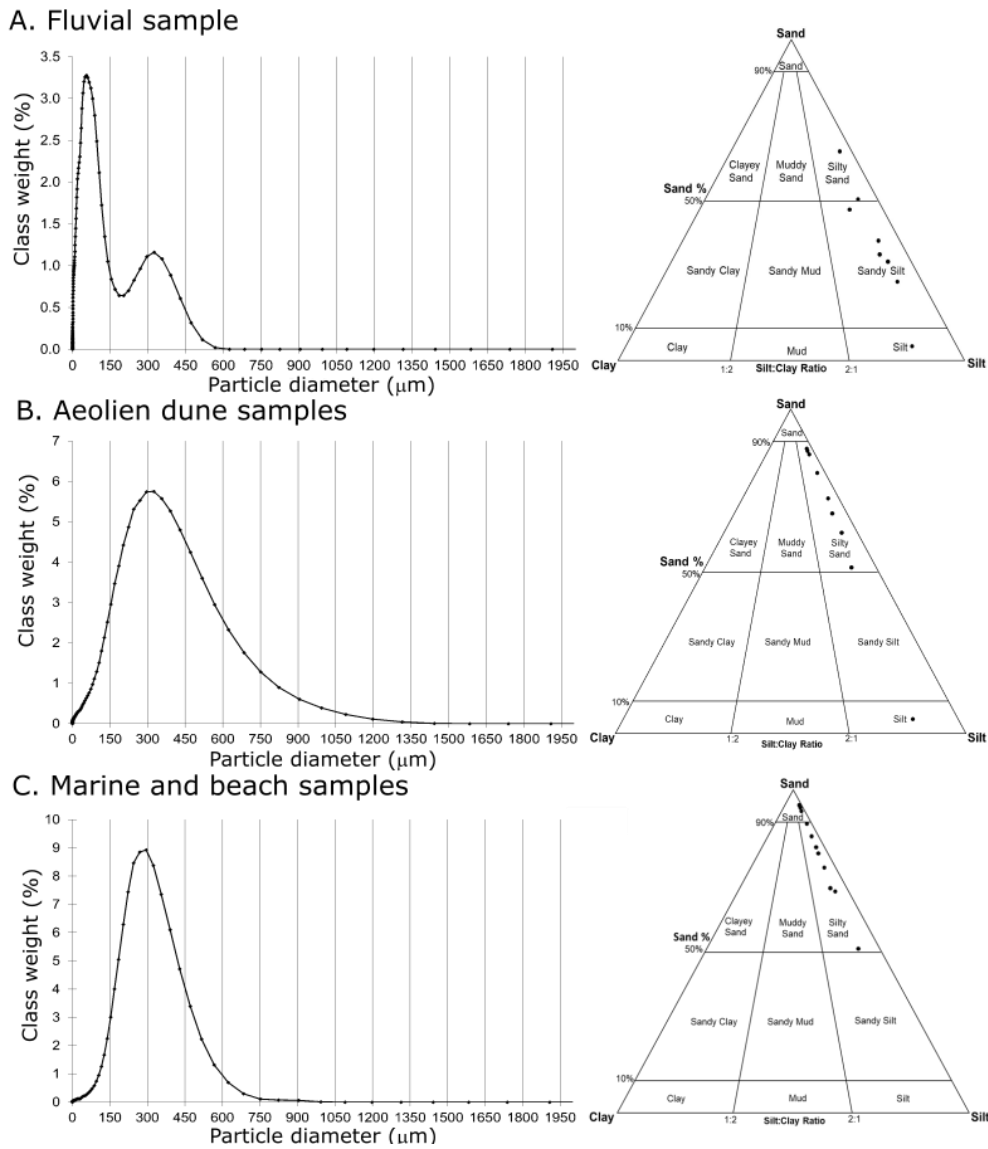 A. Fluvial sample
Class weight (%)
3.5
3.0
2.5
2.0
1.5
1.0
0.5
0.0
0 150 300 450 600 750 900 1050 1200 1350 1500 1650 1800 1950
Particle diameter (μm)
Sand
Sand
90%
Clayey Sand
Muddy Sand
Silty Sand
Sand %
50%
Sandy Clay
Sandy Mud
Sandy Silt
10%
Clay
Mud
Silt
Clay
1:2
Silt:Clay Ratio
2:1
Silt
B. Aeolien dune samples
Class weight (%)
7
6
5
4
3
2
1
0
0 150 300 450 600 750 900 1050 1200 1350 1500 1650 1800 1950
Particle diameter (μm)
Sand
Sand
90%
Clayey Sand
Muddy Sand
Silty Sand
Sand %
50%
Sandy Clay
Sandy Mud
Sandy Silt
10%
Clay
Mud
Silt
Clay
1:2
Silt:Clay Ratio
2:1
Silt
C. Marine and beach samples
Class weight (%)
10
9
8
7
6
5
4
3
2
1
0
0 150 300 450 600 750 900 1050 1200 1350 1500 1650 1800 1950
Particle diameter (μm)
Sand
Sand
90%
Clayey Sand
Muddy Sand
Silty Sand
Sand %
50%
Sandy Clay
Sandy Mud
Sandy Silt
10%
Clay
Mud
Silt
Clay
1:2
Silt:Clay Ratio
2:1
Silt